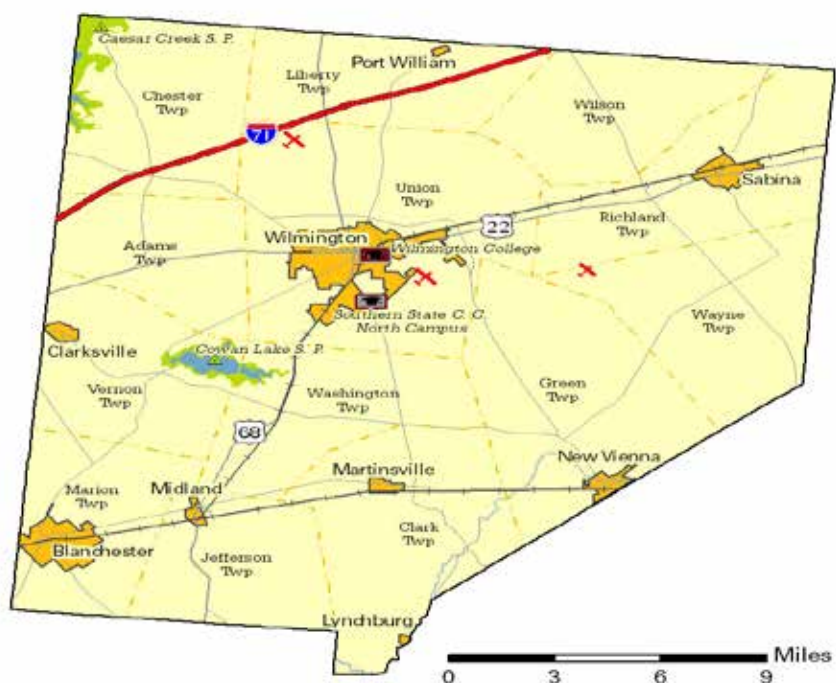 Caesar Creek S. P.
Port William
Liberty
Twp
Chester
Twp
Wilson
Twp
71
Sabina
Union
Twp
22
Richland
Twp
Wilmington
Wilmington College
Adams
Twp
Southern State C. C.
North Campus
Wayne
Twp
Clarksville
Cowan Lake S. P.
Vernon
Twp
Washington
Twp
Green
Twp
68
New Vienna
Martinsville
Midland
Marion
Twp
Clark
Twp
Blanchester
Jefferson
Twp
Lynchburg
Miles
0 3 6 9